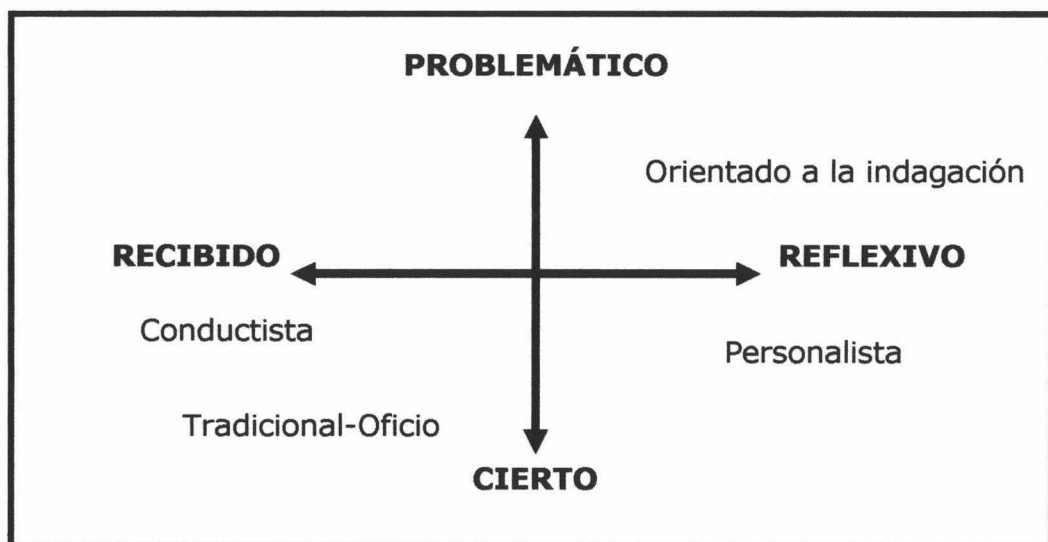 PROBLEMÁTICO
Orientado a la indagación
RECIBIDO
REFLEXIVO
Conductista
Personalista
Tradicional-Oficio
CIERTO